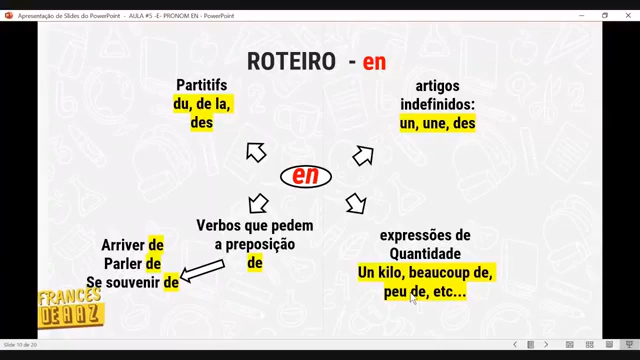 Apresentação de Slides do PowerPoint - AULA #5 -E- PRONOM EN - PowerPoint
ROTEIRO - en
Partitifs
du, de la,
des
artigos
indefinidos:
un, une, des
en
Verbos que pedem
a preposição
de
Arriver de
Parler de
Se souvenir de
expressões de
Quantidade
Un kilo, beaucoup de,
peu de, etc...
FRANCES
DE A A Z
Slide 10 de 20